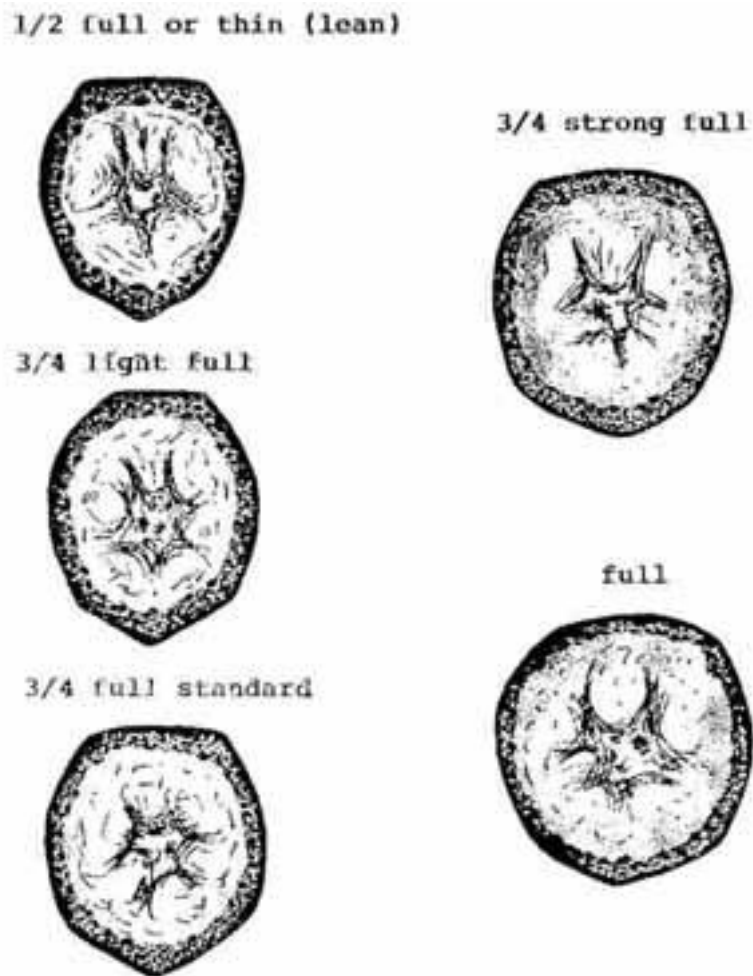 1/2 full or thin (lean)
3/4 strong full
3/4 light full
full
3/4 full standard